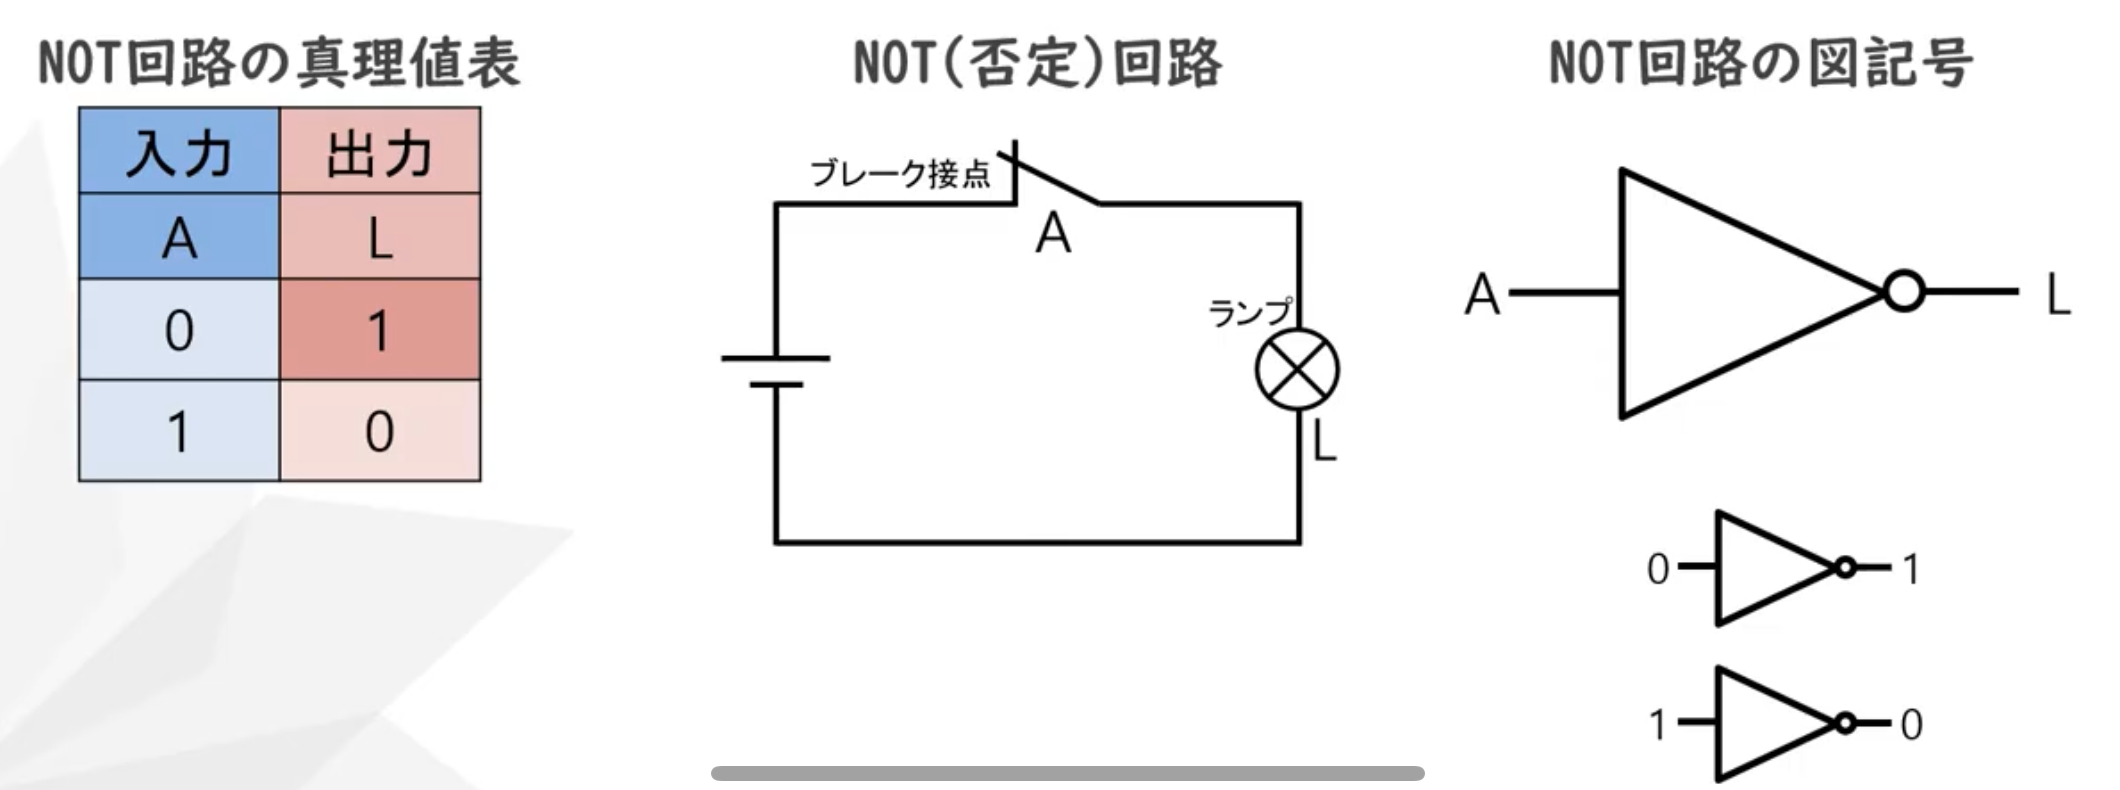 NOT回路の真理値表
入力 出力
A L
0 1
1 0
NOT(否定)回路
ブレーク接点
A
ランプ
L
NOT回路の図記号
A L
0 1
1 0